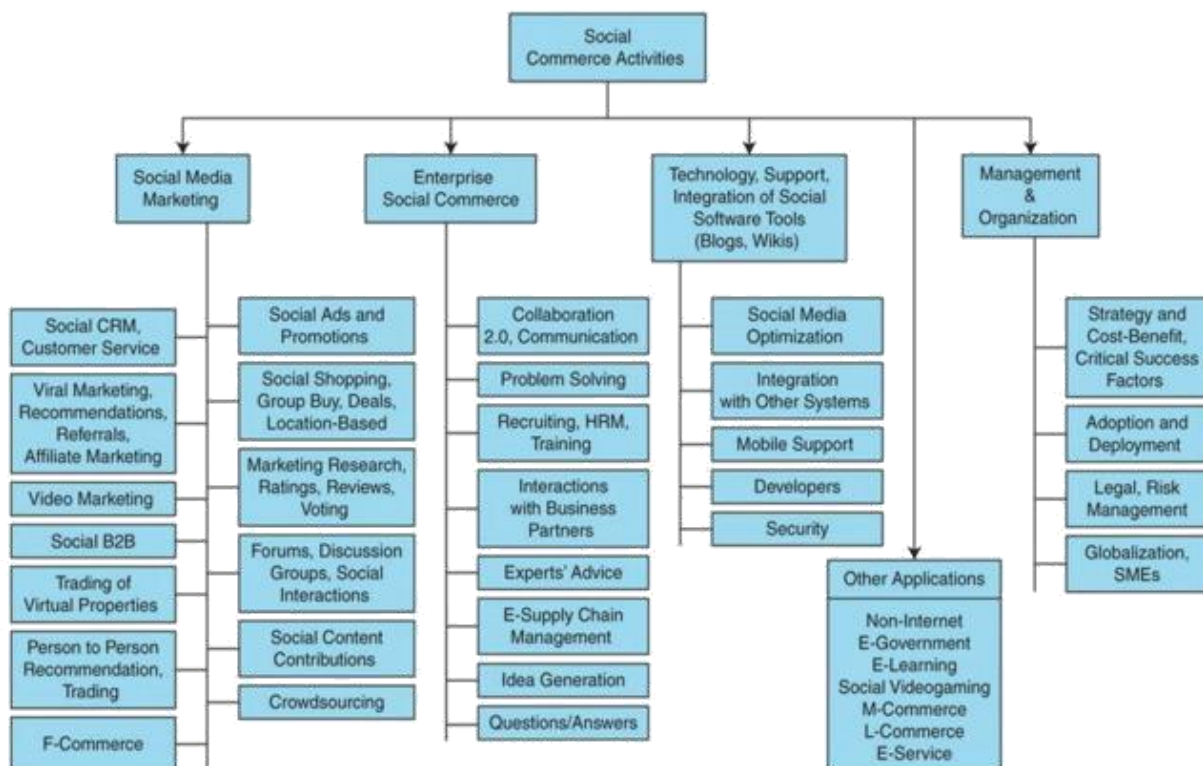 Social
Commerce Activities
Social Media
Marketing
Enterprise
Social Commerce
Technology, Support,
Integration of Social
Software Tools
(Blogs, Wikis)
Management
&
Organization
Social CRM,
Customer Service
Viral Marketing,
Recommendations,
Referrals,
Affiliate Marketing
Video Marketing
Social B2B
Trading of
Virtual Properties
Person to Person
Recommendation,
Trading
F-Commerce
Social Ads and
Promotions
Social Shopping,
Group Buy, Deals,
Location-Based
Marketing Research,
Ratings, Reviews,
Voting
Forums, Discussion
Groups, Social
Interactions
Social Content
Contributions
Crowdsourcing
Collaboration
2.0, Communication
Problem Solving
Recruiting, HRM,
Training
Interactions
with Business
Partners
Experts' Advice
E-Supply Chain
Management
Idea Generation
Questions/Answers
Social Media
Optimization
Integration
with Other Systems
Mobile Support
Developers
Security
Other Applications
Non-Internet
E-Government
E-Learning
Social Videogaming
M-Commerce
L-Commerce
E-Service
Strategy and
Cost-Benefit,
Critical Success
Factors
Adoption and
Deployment
Legal, Risk
Management
Globalization,
SMEs